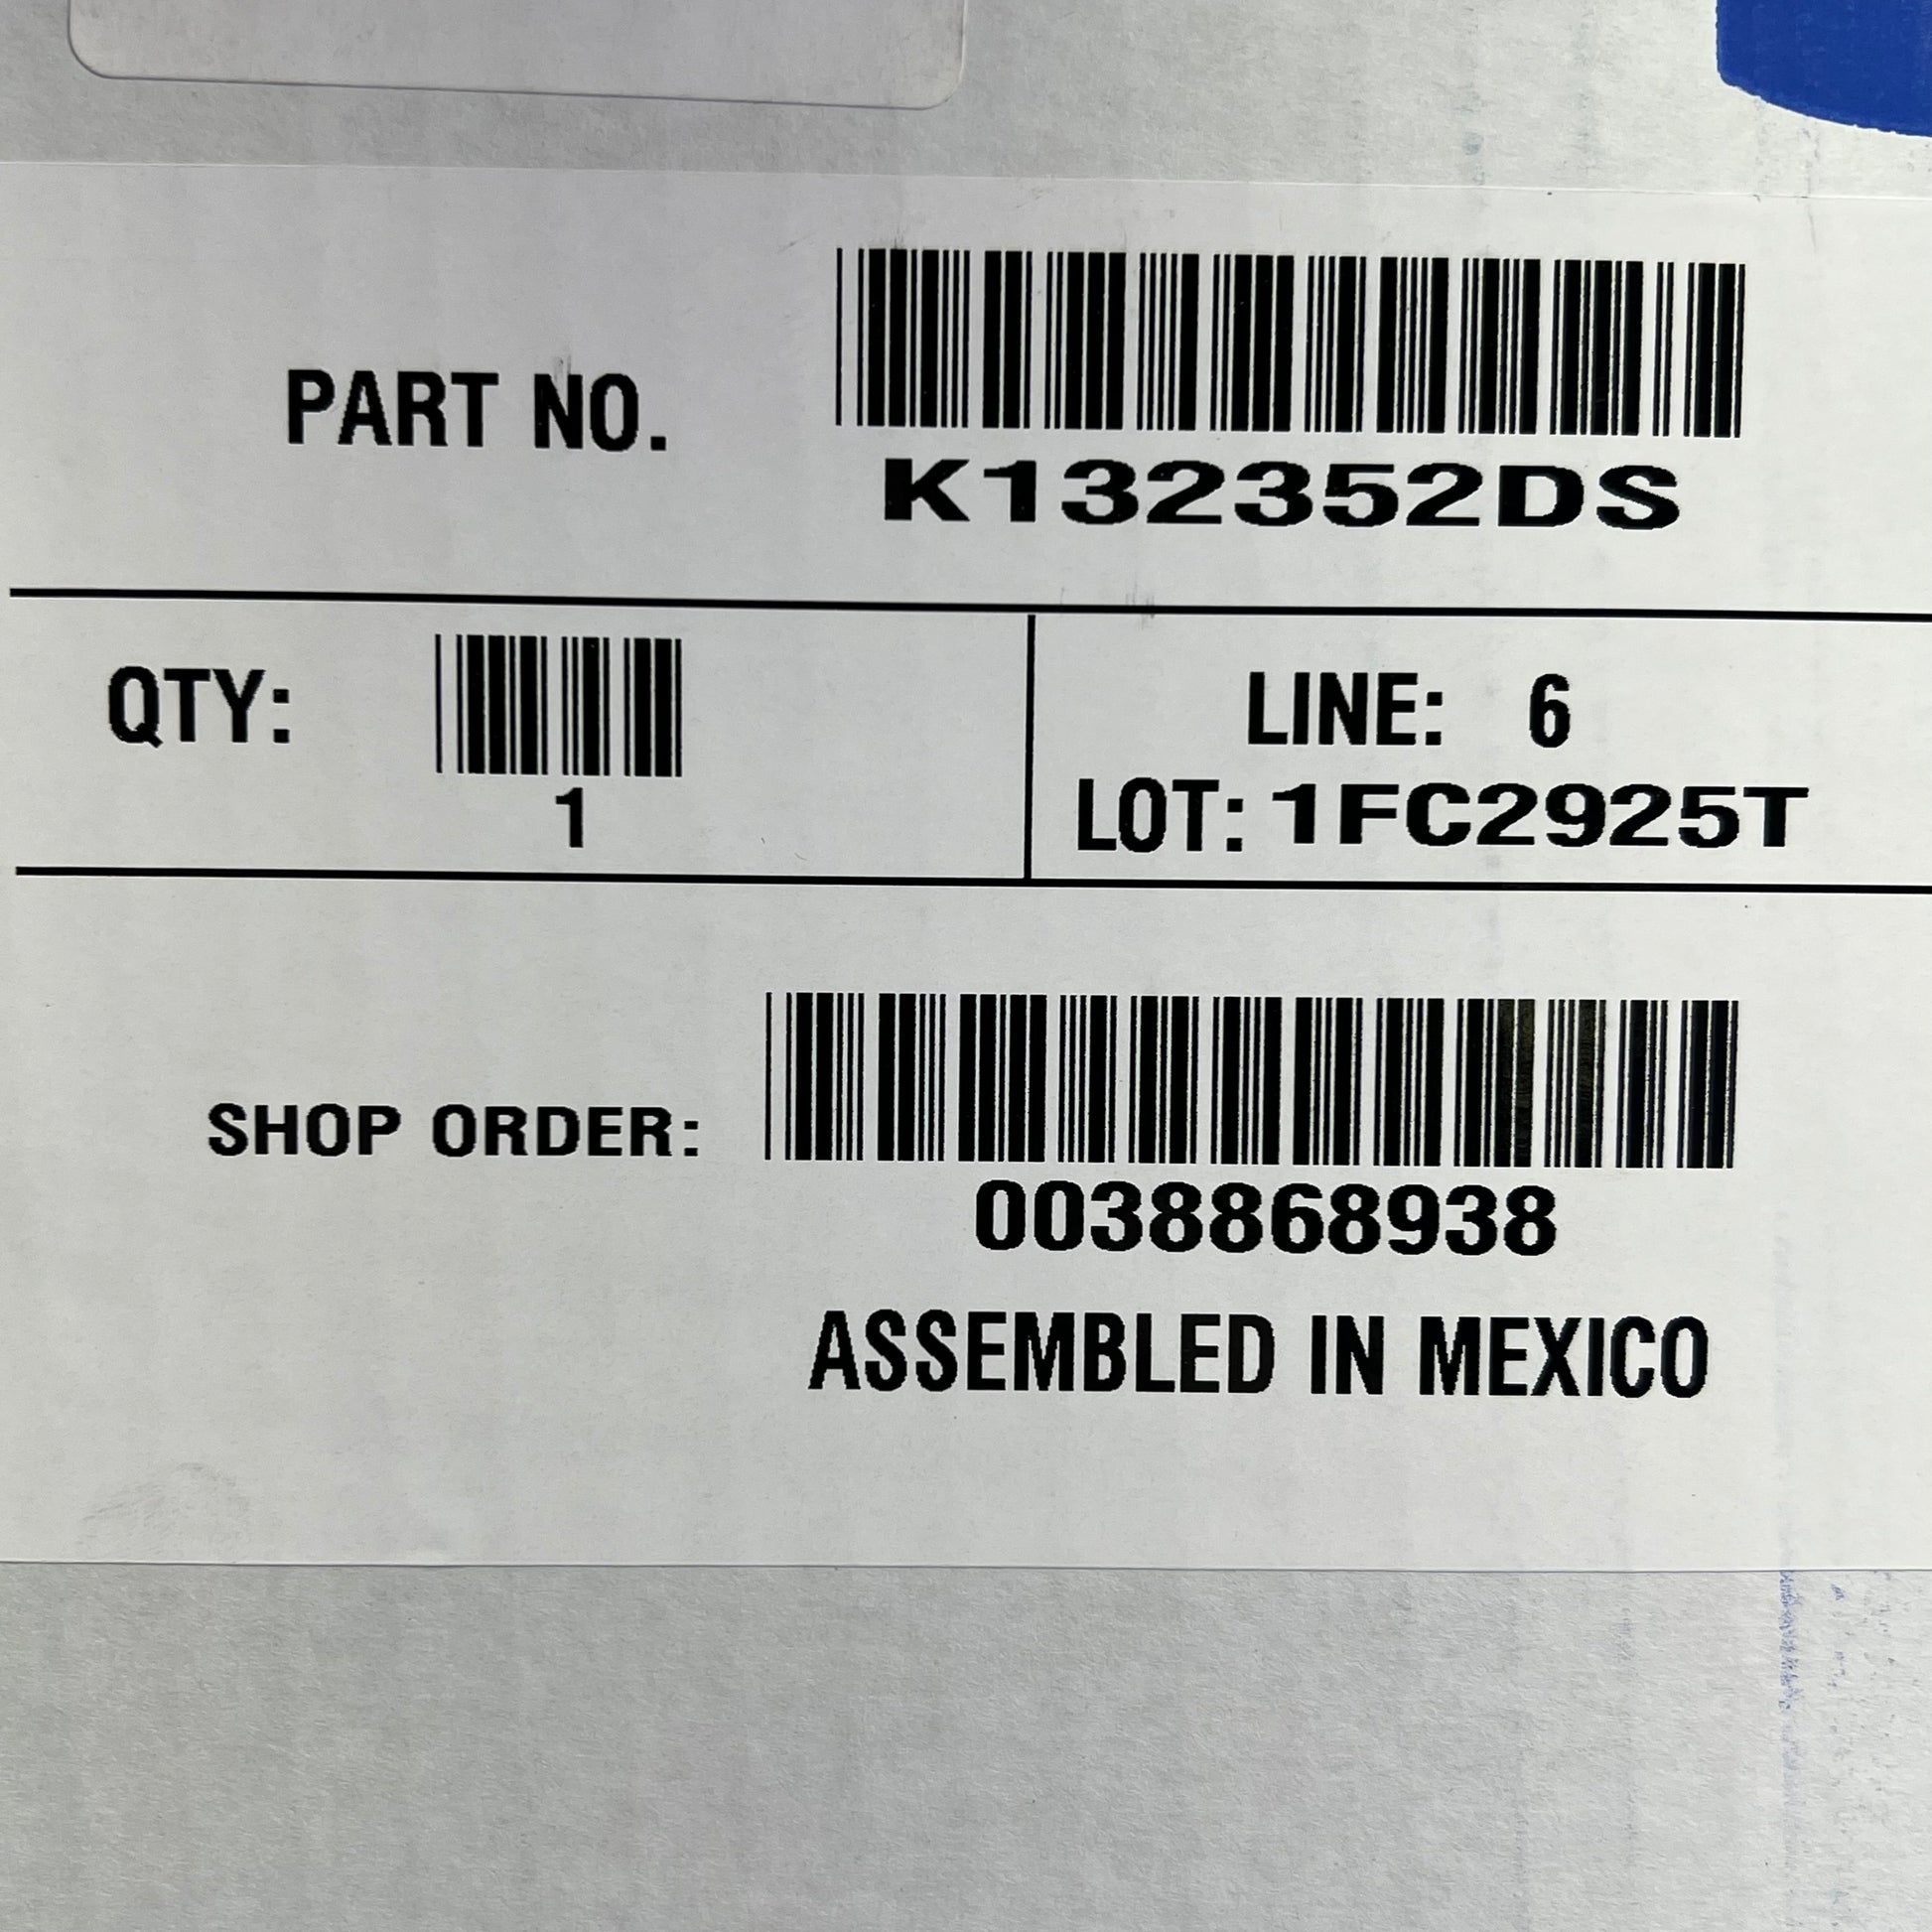 PART NO.
K132352DS
QTY:
1
LINE: 6
LOT: 1FC2925T
SHOP ORDER:
0038868938
ASSEMBLED IN MEXICO